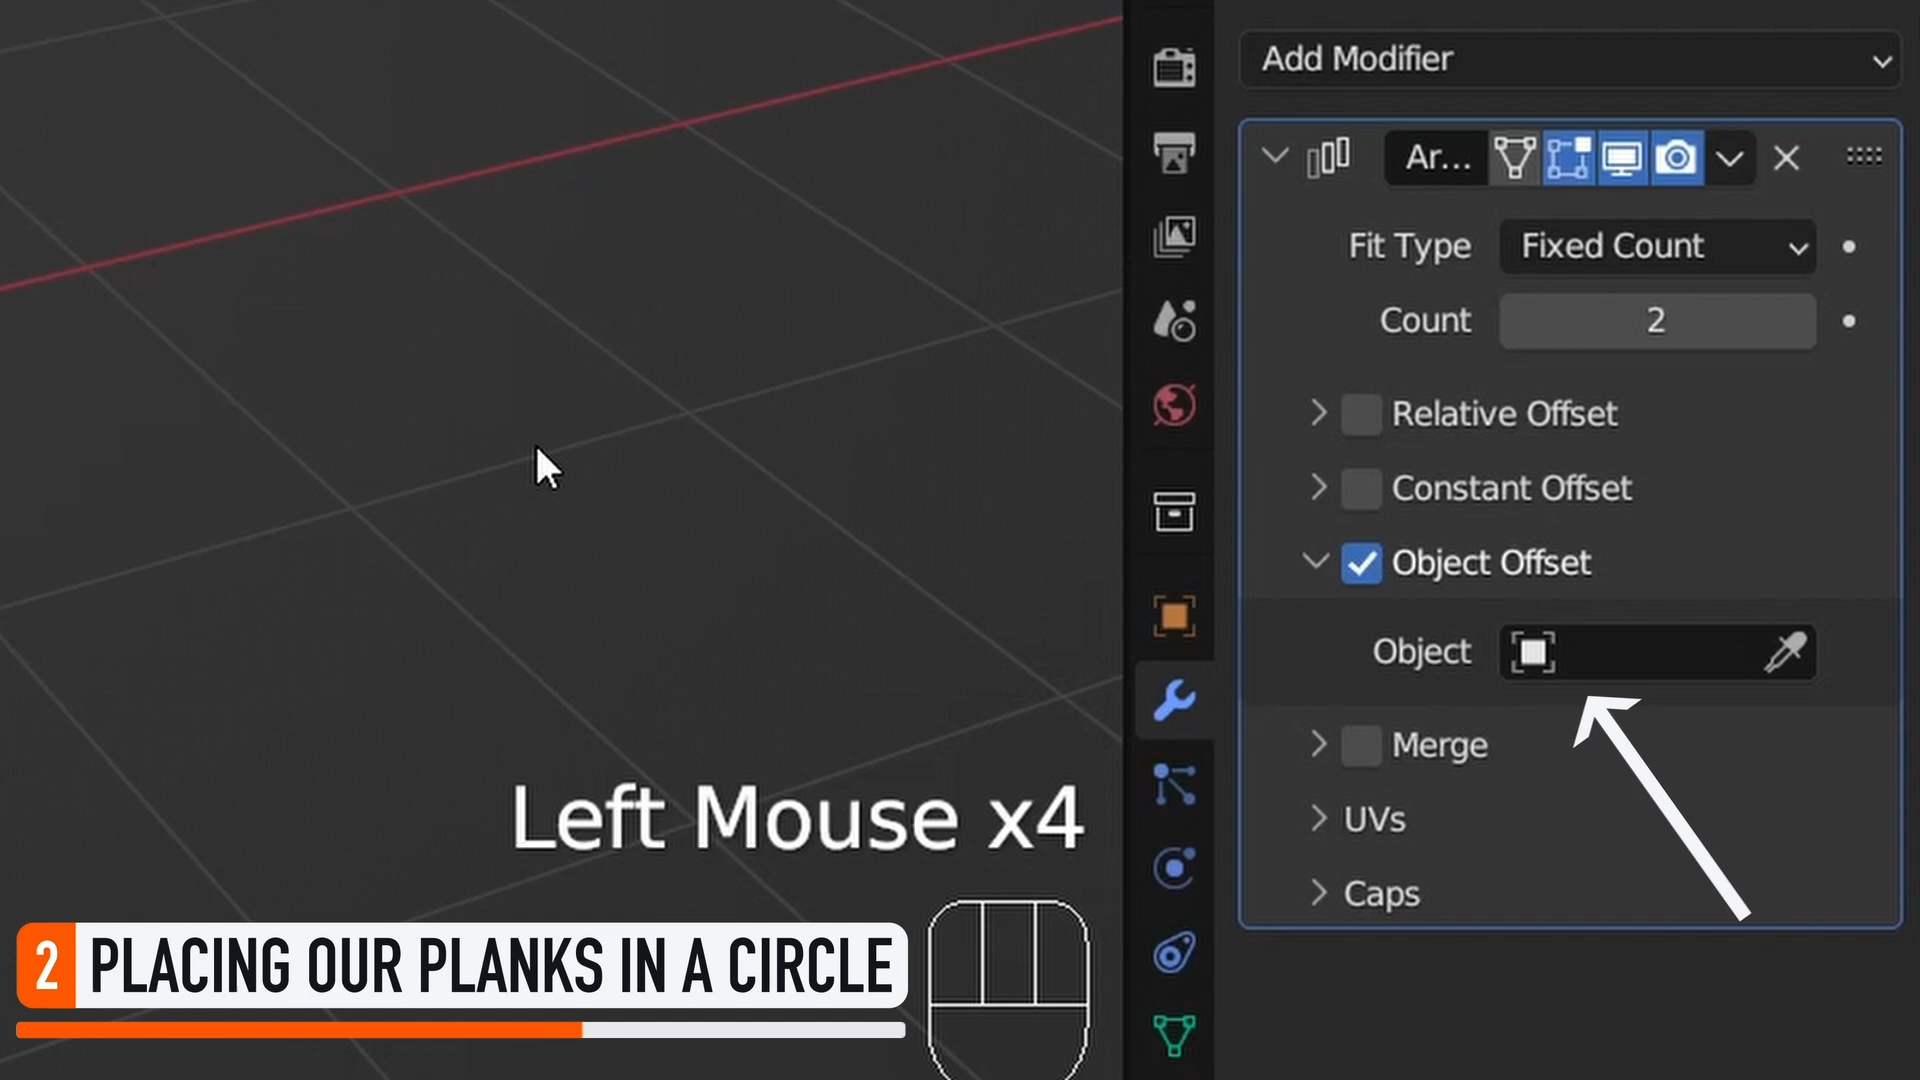 Add Modifier
Ar...
Fit Type Fixed Count
Count 2
Relative Offset
Constant Offset
Object Offset
Object
Merge
UVs
Caps
Left Mouse x4
2 PLACING OUR PLANKS IN A CIRCLE